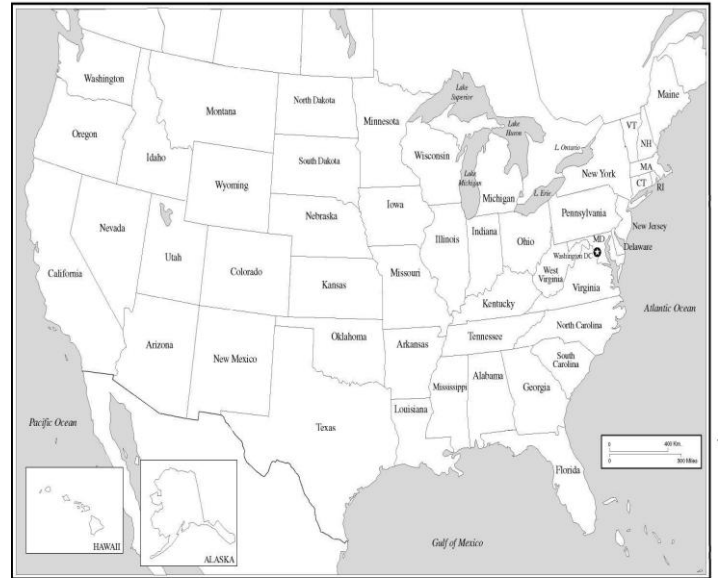 Washington
Montana
North Dakota
Minnesota
Lake
Superior
Maine
Oregon
Idaho
Wyoming
South Dakota
Wisconsin
Lake
Huron
Lake
Michigan
Michigan
L. Ontario
L. Erie
VT
NH
MA
CT
RI
New York
Nevada
Utah
Colorado
Nebraska
Iowa
Illinois
Indiana
Ohio
Pennsylvania
New Jersey
MD
Delaware
Washington DC
West
Virginia
Virginia
California
Kansas
Missouri
Kentucky
Arizona
New Mexico
Oklahoma
Arkansas
Tennessee
North Carolina
South
Carolina
Atlantic Ocean
Texas
Louisiana
Mississippi
Alabama
Georgia
Florida
Pacific Ocean
Gulf of Mexico
HAWAII
ALASKA
0 400 Km.
0 300 Miles